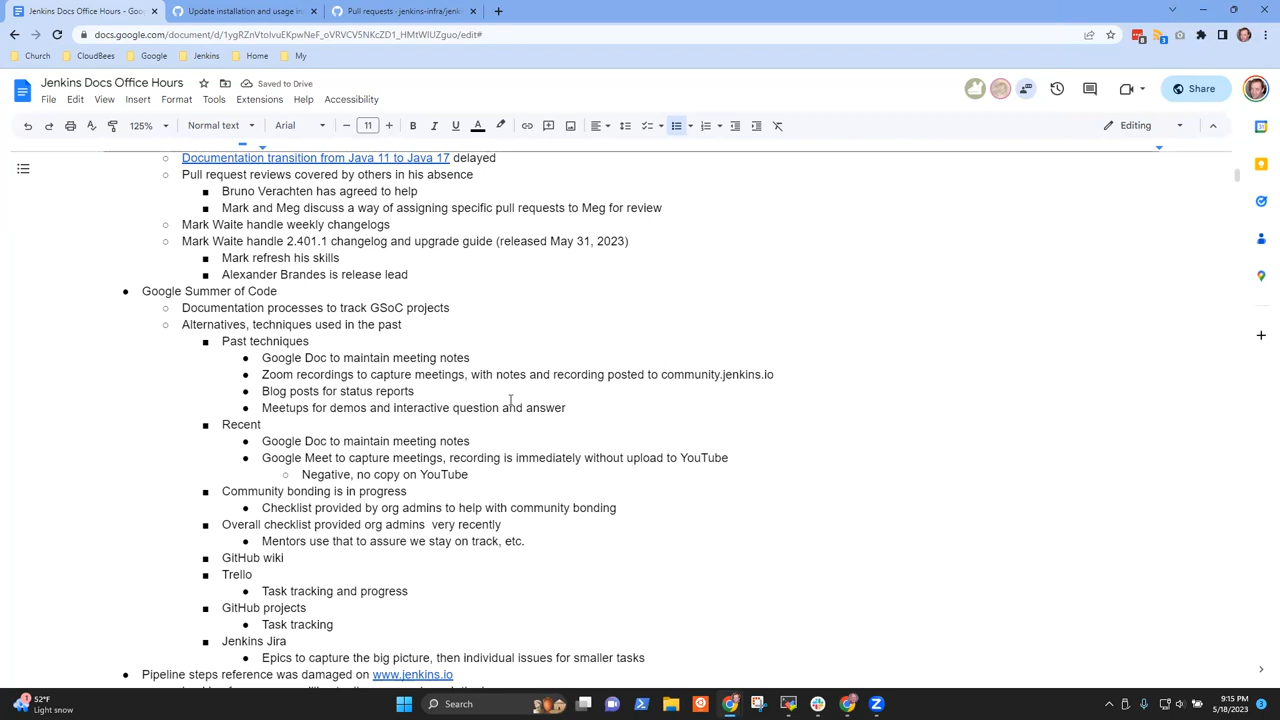 Jenkins Docs Office Hours - Goo
Update installation and usage in
Pull requests · jenkins-infra/jenk
docs.google.com/document/d/1ygRZnVtoIvuEKpwNeF_oVRVCV5NKcZD1_HMtWIUZguo/edit#
Church
CloudBees
Google
Jenkins
Home
My
Jenkins Docs Office Hours
Saved to Drive
File Edit View Insert Format Tools Extensions Help Accessibility
Share
125%
Normal text
Arial
11
Editing
Documentation transition from Java 11 to Java 17 delayed
Pull request reviews covered by others in his absence
Bruno Verachten has agreed to help
Mark and Meg discuss a way of assigning specific pull requests to Meg for review
Mark Waite handle weekly changelogs
Mark Waite handle 2.401.1 changelog and upgrade guide (released May 31, 2023)
Mark refresh his skills
Alexander Brandes is release lead
Google Summer of Code
Documentation processes to track GSoC projects
Alternatives, techniques used in the past
Past techniques
Google Doc to maintain meeting notes
Zoom recordings to capture meetings, with notes and recording posted to community.jenkins.io
Blog posts for status reports
Meetups for demos and interactive question and answer
Recent
Google Doc to maintain meeting notes
Google Meet to capture meetings, recording is immediately without upload to YouTube
Negative, no copy on YouTube
Community bonding is in progress
Checklist provided by org admins to help with community bonding
Overall checklist provided org admins  very recently
Mentors use that to assure we stay on track, etc.
GitHub wiki
Trello
Task tracking and progress
GitHub projects
Task tracking
Jenkins Jira
Epics to capture the big picture, then individual issues for smaller tasks
Pipeline steps reference was damaged on www.jenkins.io
52°F
Light snow
Search
9:15 PM
5/18/2023